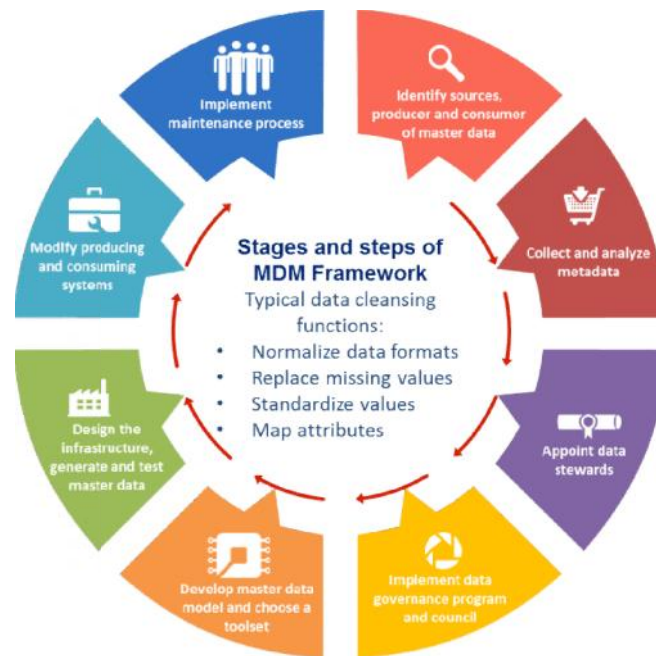 Implement
maintenance process
Identify sources,
producer and consumer
of master data
Collect and analyze
metadata
Appoint data
stewards
Implement data
governance program
and council
Develop master data
model and choose a
toolset
Design the
infrastructure,
generate and test
master data
Modify producing
and consuming
systems
Stages and steps of
MDM Framework
Typical data cleansing
functions:
• Normalize data formats
• Replace missing values
• Standardize values
• Map attributes